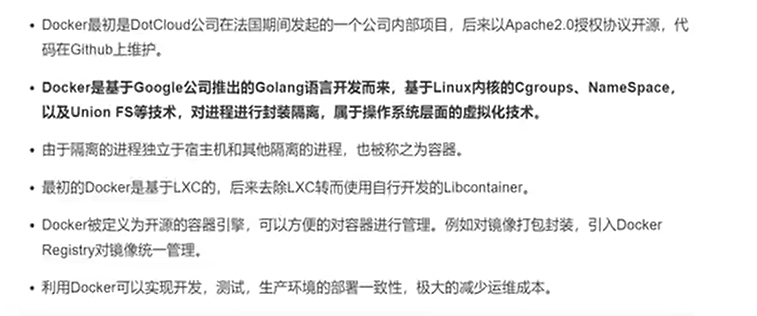 • Docker最初是DotCloud公司在法国期间发起的一个公司内部项目，后来以Apache2.0授权协议开源，代
码在Github上维护。
• Docker是基于Google公司推出的Golang语言开发而来，基于Linux内核的Cgroups、NameSpace，
以及Union FS等技术，对进程进行封装隔离，属于操作系统层面的虚拟化技术。
• 由于隔离的进程独立于宿主机和其他隔离的进程，也被称之为容器。
• 最初的Docker是基于LXC的，后来去除LXC转而使用自行开发的Libcontainer。
• Docker被定义为开源的容器引擎，可以方便的对容器进行管理。例如对镜像打包封装，引入Docker
Registry对镜像统一管理。
• 利用Docker可以实现开发，测试，生产环境的部署一致性，极大的减少运维成本。